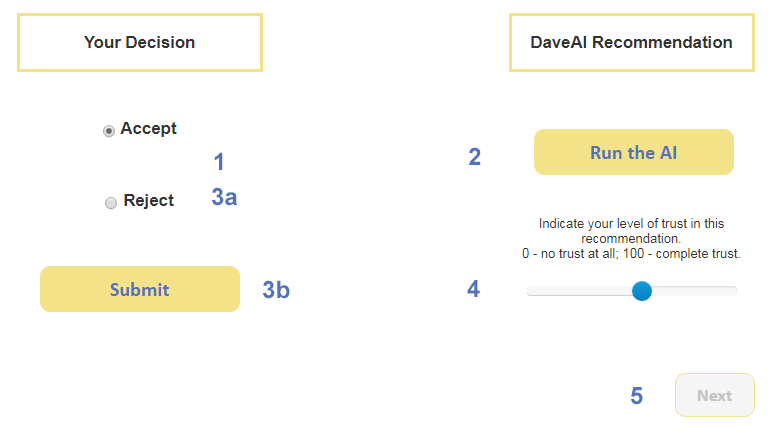 Your Decision
DaveAI Recommendation
Accept
1
2
Run the AI
Reject
3a
Indicate your level of trust in this
recommendation.
0 - no trust at all; 100 - complete trust.
Submit
3b
4
5
Next